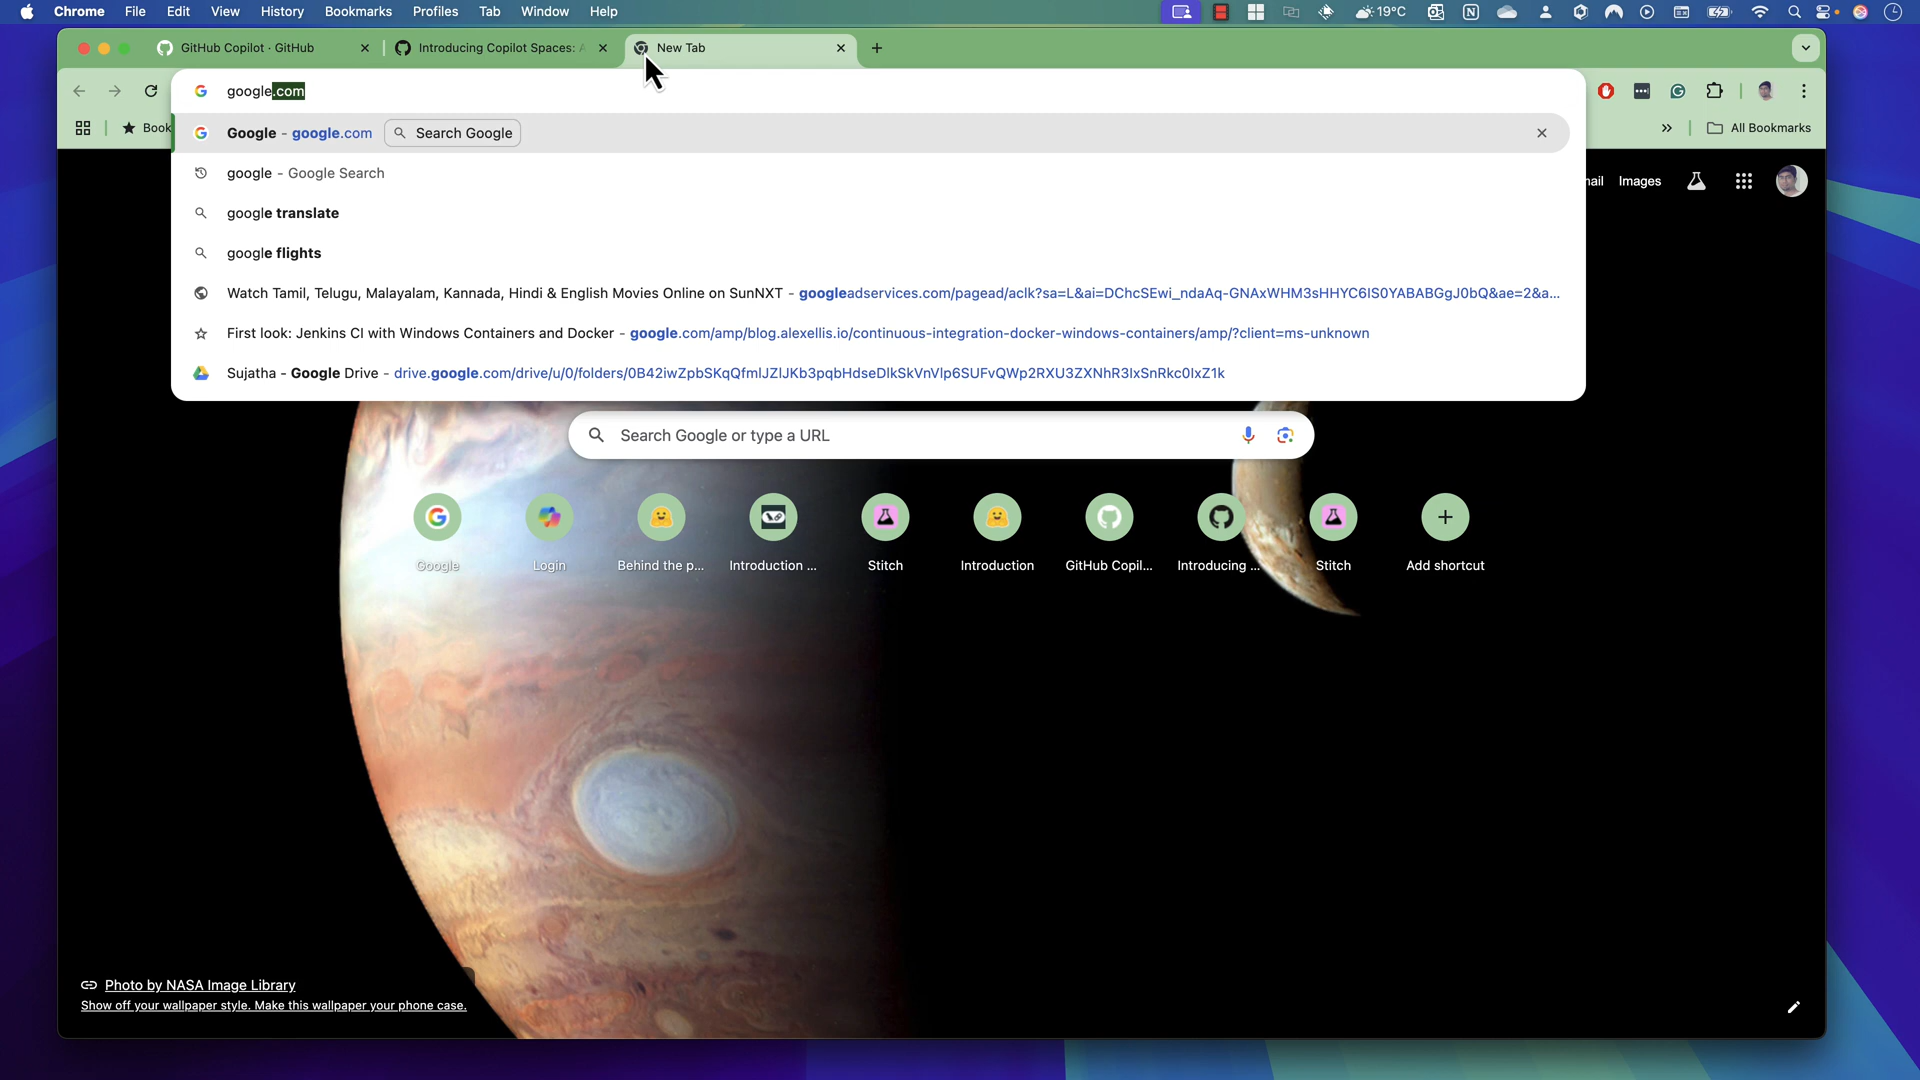 Chrome File Edit View History Bookmarks Profiles Tab Window Help 19°C
GitHub Copilot · GitHub Introducing Copilot Spaces: New Tab
google.com
Book All Bookmarks
Google - google.com Search Google
google - Google Search
google translate
google flights
Watch Tamil, Telugu, Malayalam, Kannada, Hindi & English Movies Online on SunNXT - googleadservices.com/pagead/aclk?sa=L&ai=DChcSEwi_ndaAq-GNAxWHM3sHHYC6IS0YABABGgJ0bQ&ae=2&a...
First look: Jenkins CI with Windows Containers and Docker - google.com/amp/blog.alexellis.io/continuous-integration-docker-windows-containers/amp/?client=ms-unknown
Sujatha - Google Drive - drive.google.com/drive/u/0/folders/0B42iwZpbSKqQfmlJZlJKb3pqbHdseDlkSkVnVlp6SUFvQWp2RXU3ZXNhR3lxSnRkc0lxZ1k
Images
Search Google or type a URL
Google Login Behind the p... Introduction ... Stitch Introduction GitHub Copil... Introducing ... Stitch Add shortcut
Photo by NASA Image Library
Show off your wallpaper style. Make this wallpaper your phone case.